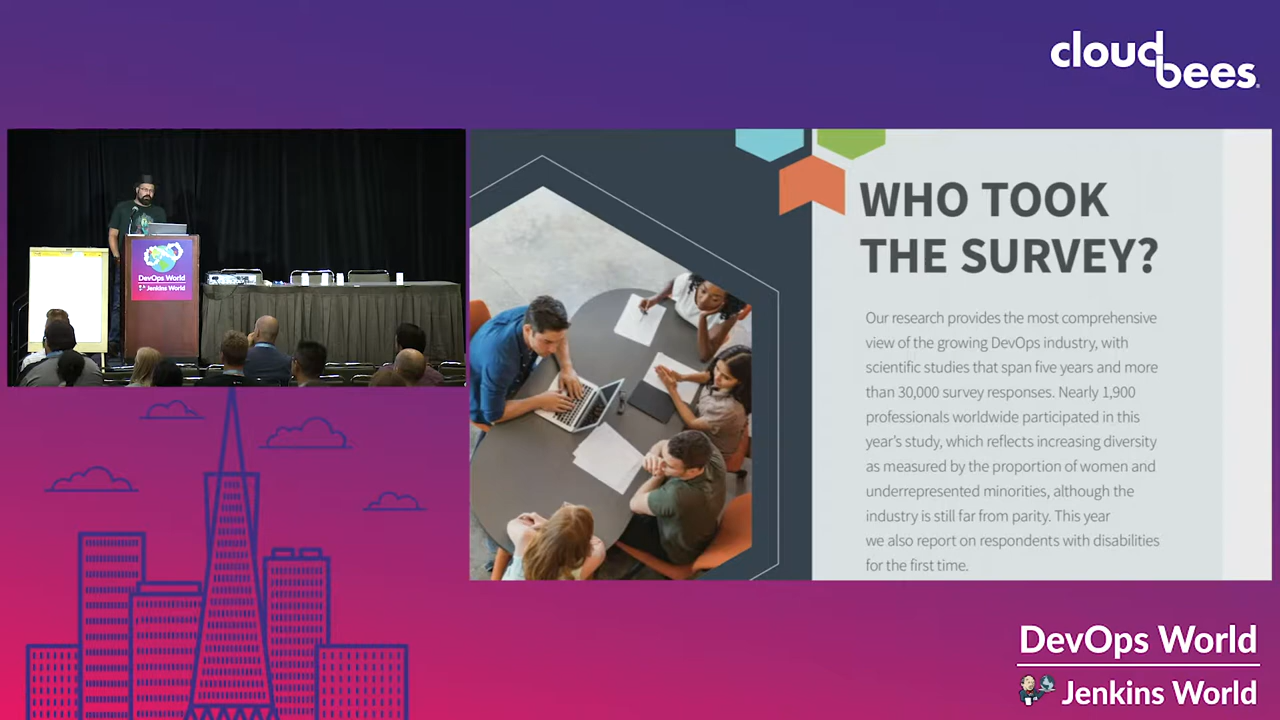 cloudbees
DevOps World
Jenkins World
WHO TOOK
THE SURVEY?
Our research provides the most comprehensive
view of the growing DevOps industry, with
scientific studies that span five years and more
than 30,000 survey responses. Nearly 1,900
professionals worldwide participated in this
year's study, which reflects increasing diversity
as measured by the proportion of women and
underrepresented minorities, although the
industry is still far from parity. This year
we also report on respondents with disabilities
for the first time.
DevOps World
Jenkins World